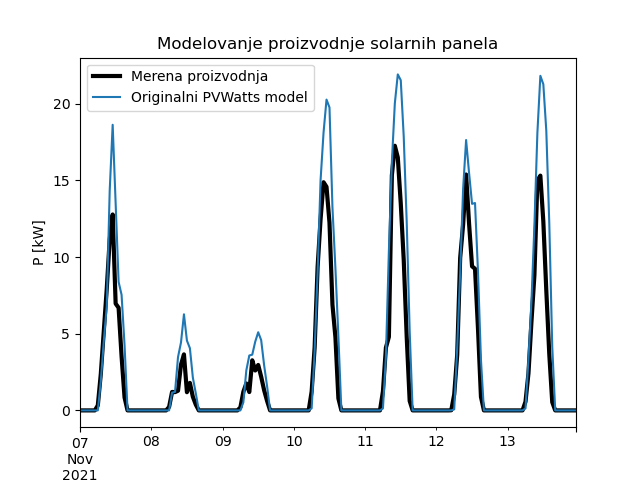 Modelovanje proizvodnje solarnih panela
Merena proizvodnja
Originalni PVWatts model
P [kW]
20
15
10
5
0
07 08 09 10 11 12 13
Nov
2021